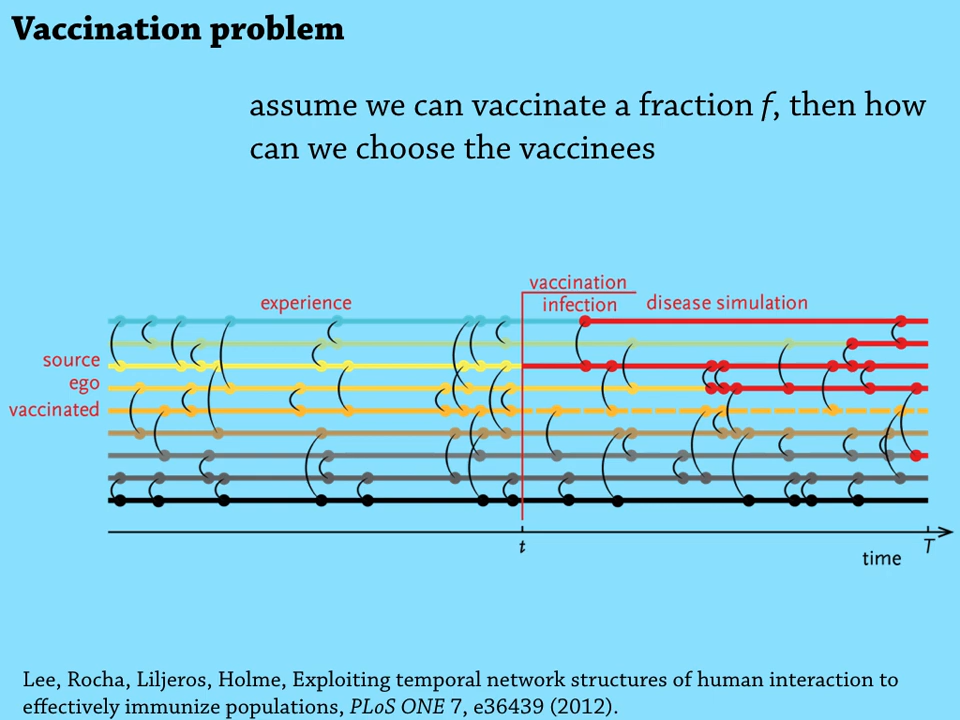 Vaccination problem
assume we can vaccinate a fraction f, then how
can we choose the vaccinees
vaccination
experience
infection
disease simulation
source
ego
vaccinated
t
T
time
Lee, Rocha, Liljeros, Holme, Exploiting temporal network structures of human interaction to
effectively immunize populations, PLoS ONE 7, e36439 (2012).